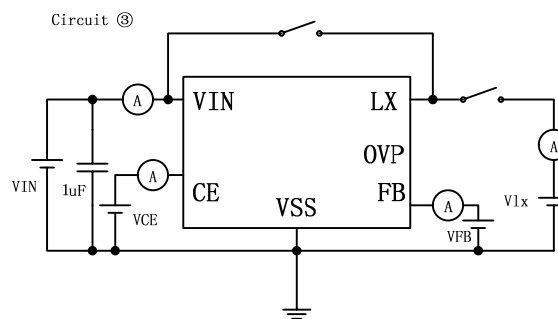 Circuit ③
A
VIN
LX
A
OVP
VIN
1uF
A
CE
FB
A
Vlx
VSS
VCE
VFB